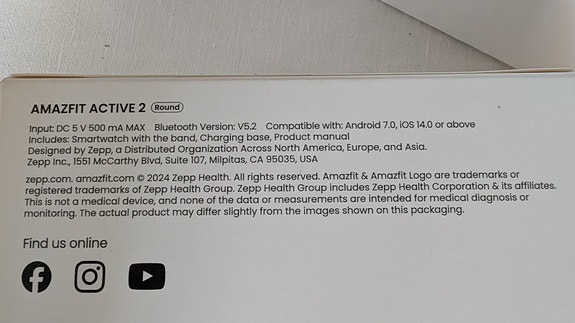 AMAZFIT ACTIVE 2 Round
Input: DC 5 V 500 mA MAX Bluetooth Version: V5.2 Compatible with: Android 7.0, iOS 14.0 or above
Includes: Smartwatch with the band, Charging base, Product manual
Designed by Zepp, a Distributed Organization Across North America, Europe, and Asia.
Zepp Inc., 1551 McCarthy Blvd, Suite 107, Milpitas, CA 95035, USA
zepp.com. amazfit.com © 2024 Zepp Health. All rights reserved. Amazfit & Amazfit Logo are trademarks or
registered trademarks of Zepp Health Group. Zepp Health Group includes Zepp Health Corporation & its affiliates.
This is not a medical device, and none of the data or measurements are intended for medical diagnosis or
monitoring. The actual product may differ slightly from the images shown on this packaging.
Find us online